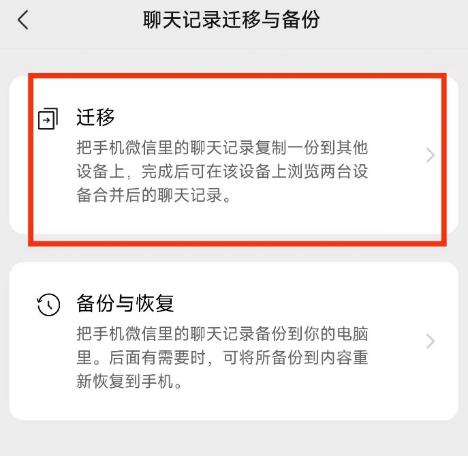 聊天记录迁移与备份
迁移
把手机微信里的聊天记录复制一份到其他
设备上，完成后可在该设备上浏览两台设
备合并后的聊天记录。
备份与恢复
把手机微信里的聊天记录备份到你的电脑
里。后面有需要时，可将所备份到内容重
新恢复到手机。